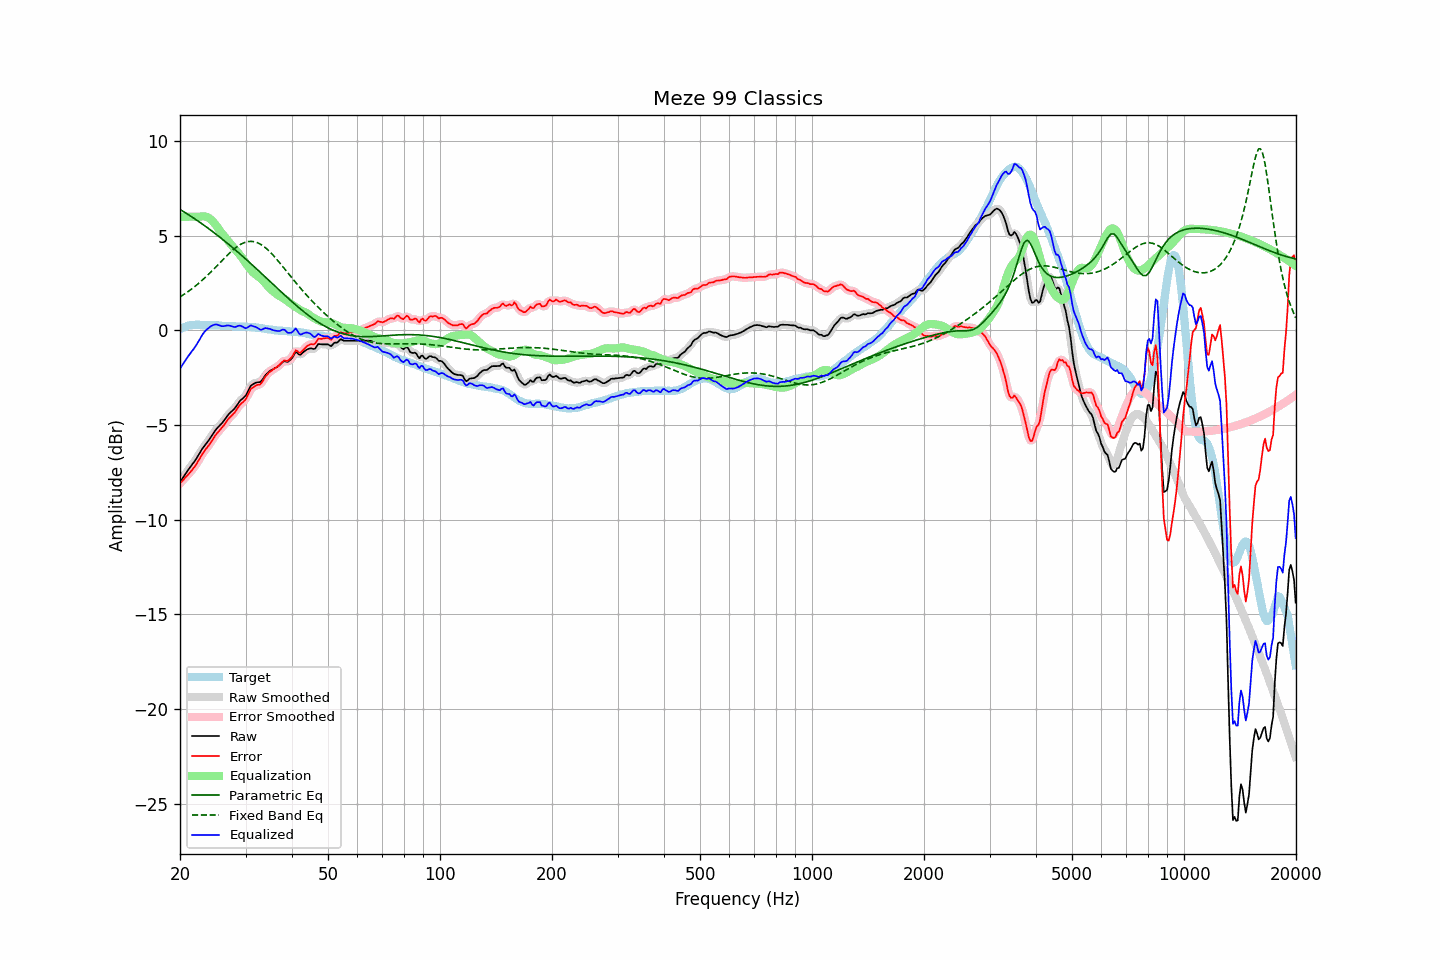 Meze 99 Classics
10
5
0
−5
−10
−15
−20
−25
Amplitude (dBr)
Target
Raw Smoothed
Error Smoothed
Raw
Error
Equalization
Parametric Eq
Fixed Band Eq
Equalized
20 50 100 200 500 1000 2000 5000 10000 20000
Frequency (Hz)